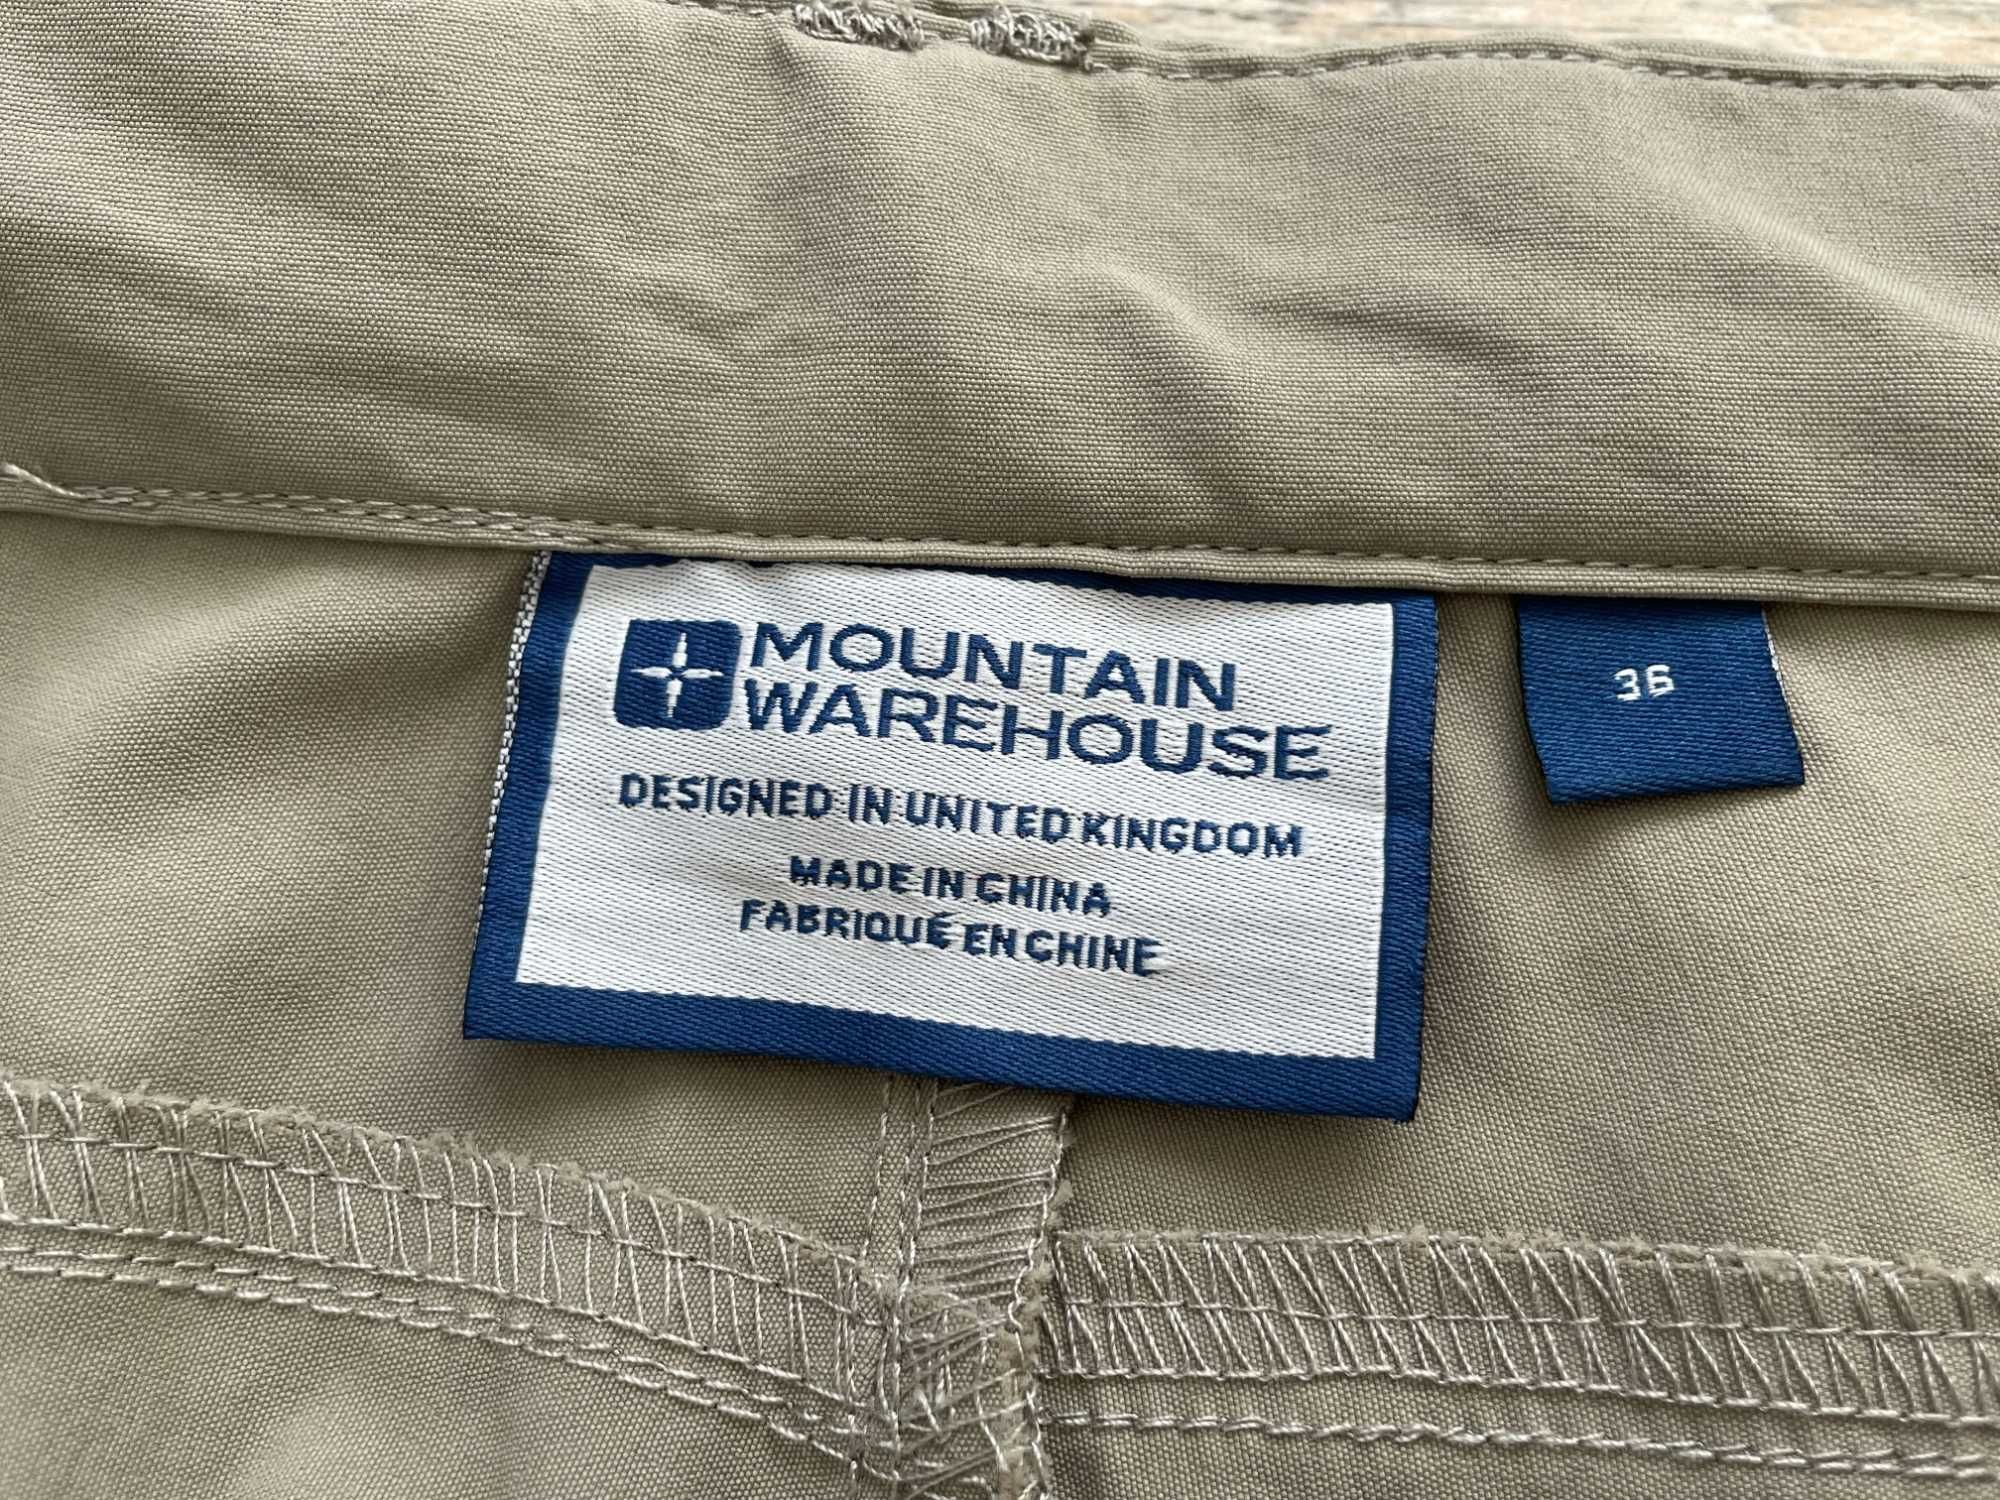 MOUNTAIN
WAREHOUSE
DESIGNED IN UNITED KINGDOM
MADE IN CHINA
FABRIQUÉ EN CHINE
36